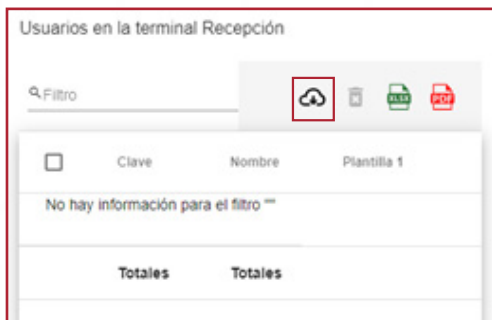 Usuarios en la terminal Recepción
Filtro
XLSX PDF
Clave Nombre Plantilla 1
No hay información para el filtro ""
Totales Totales